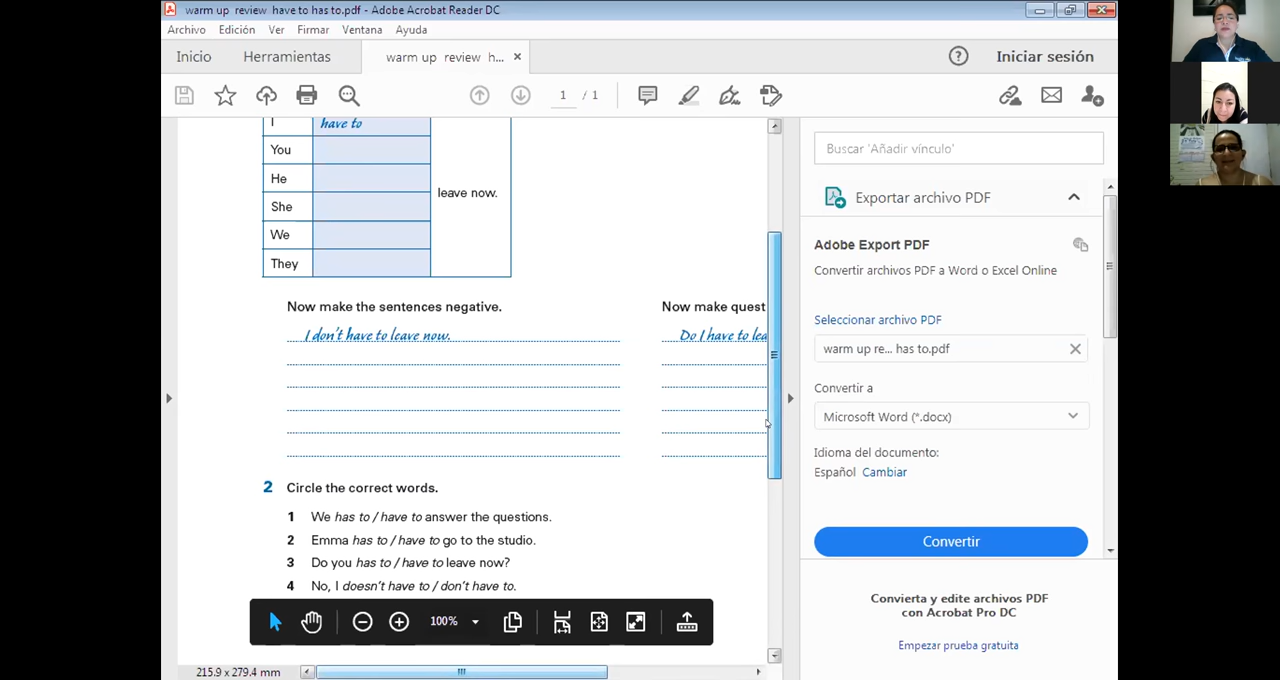 warm up review have to has to.pdf - Adobe Acrobat Reader DC
Archivo Edición Ver Firmar Ventana Ayuda
Inicio Herramientas warm up review h... × Iniciar sesión
1 / 1
I have to
You
He
She
We
They
leave now.
Now make the sentences negative. Now make quest
I don't have to leave now. Do I have to lea
2 Circle the correct words.
1 We has to / have to answer the questions.
2 Emma has to / have to go to the studio.
3 Do you has to / have to leave now?
4 No, I doesn't have to / don't have to.
100%
215.9 x 279.4 mm
Buscar 'Añadir vínculo'
Exportar archivo PDF
Adobe Export PDF
Convertir archivos PDF a Word o Excel Online
Seleccionar archivo PDF
warm up re... has to.pdf
Convertir a
Microsoft Word (*.docx)
Idioma del documento:
Español Cambiar
Convertir
Convierta y edite archivos PDF
con Acrobat Pro DC
Empezar prueba gratuita